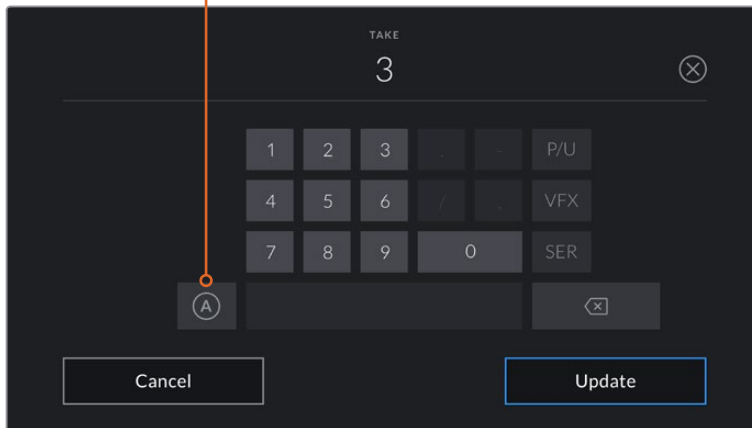 TAKE
3
1 2 3 , - P/U
4 5 6 / . VFX
7 8 9 0 SER
A
Cancel Update